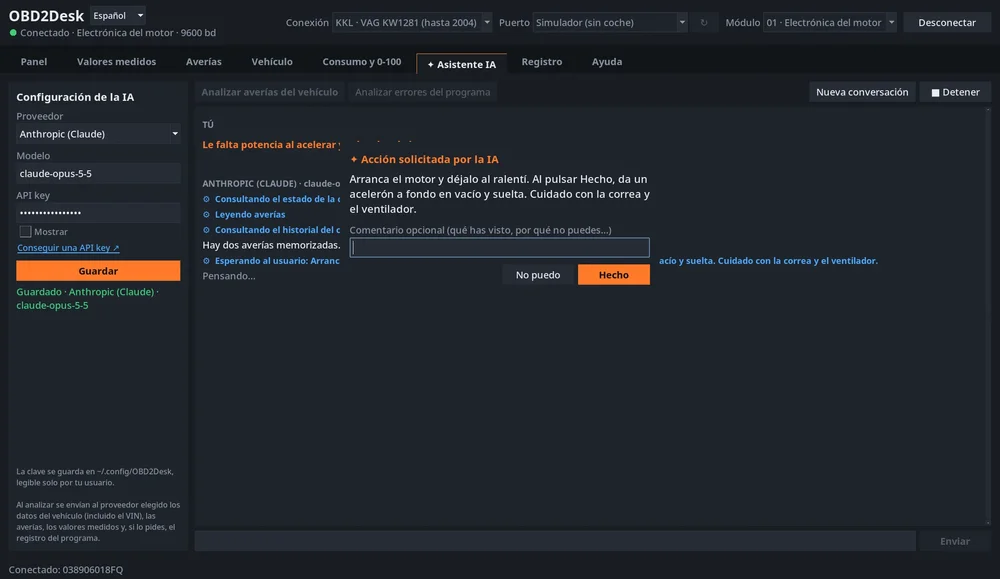 OBD2Desk Español
Conectado · Electrónica del motor · 9600 bd
Conexión KKL · VAG KW1281 (hasta 2004) Puerto Simulador (sin coche) ↻ Módulo 01 · Electrónica del motor Desconectar
Panel Valores medidos Averías Vehículo Consumo y 0-100 ✦ Asistente IA Registro Ayuda
Configuración de la IA
Proveedor
Anthropic (Claude)
Modelo
claude-opus-5-5
API key
••••••••••••••••
Mostrar
Conseguir una API key ↗
Guardar
Guardado · Anthropic (Claude) ·
claude-opus-5-5
La clave se guarda en ~/.config/OBD2Desk,
legible solo por tu usuario.
Al analizar se envían al proveedor elegido los
datos del vehículo (incluido el VIN), las
averías, los valores medidos y, si lo pides, el
registro del programa.
Analizar averías del vehículo Analizar errores del programa Nueva conversación Detener
TÚ
Le falta potencia al acelerar
ANTHROPIC (CLAUDE) · claude-o
Consultando el estado de la
Leyendo averías
Consultando el historial del
Hay dos averías memorizadas.
Esperando al usuario: Arranc
acío y suelta. Cuidado con la correa y el ventilador.
Pensando...
✦ Acción solicitada por la IA
Arranca el motor y déjalo al ralentí. Al pulsar Hecho, da un
acelerón a fondo en vacío y suelta. Cuidado con la correa y
el ventilador.
Comentario opcional (qué has visto, por qué no puedes...)
No puedo Hecho
Enviar
Conectado: 038906018FQ